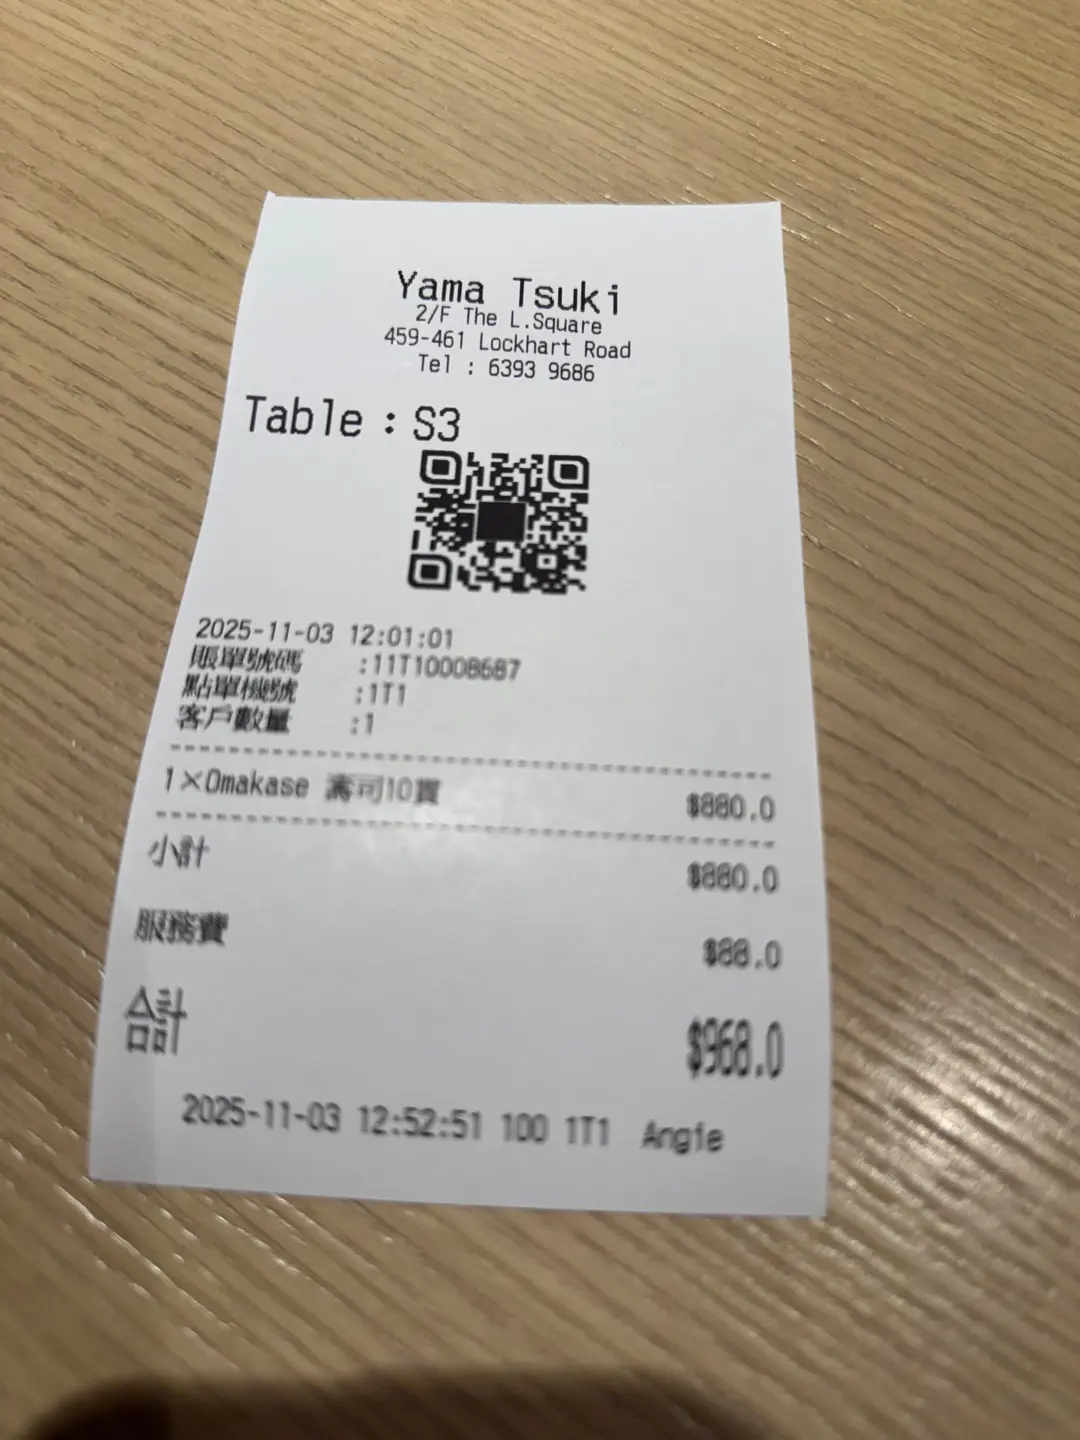 Yama Tsuki
2/F The L.Square
459-461 Lockhart Road
Tel : 6393 9686
Table : S3
2025-11-03 12:01:01
賬單號碼 :11T10008687
點單機號 :1T1
客戶數量 :1
1×Omakase 壽司10貫 $880.0
小計 $880.0
服務費 $88.0
合計 $968.0
2025-11-03 12:52:51 100 1T1 Angie